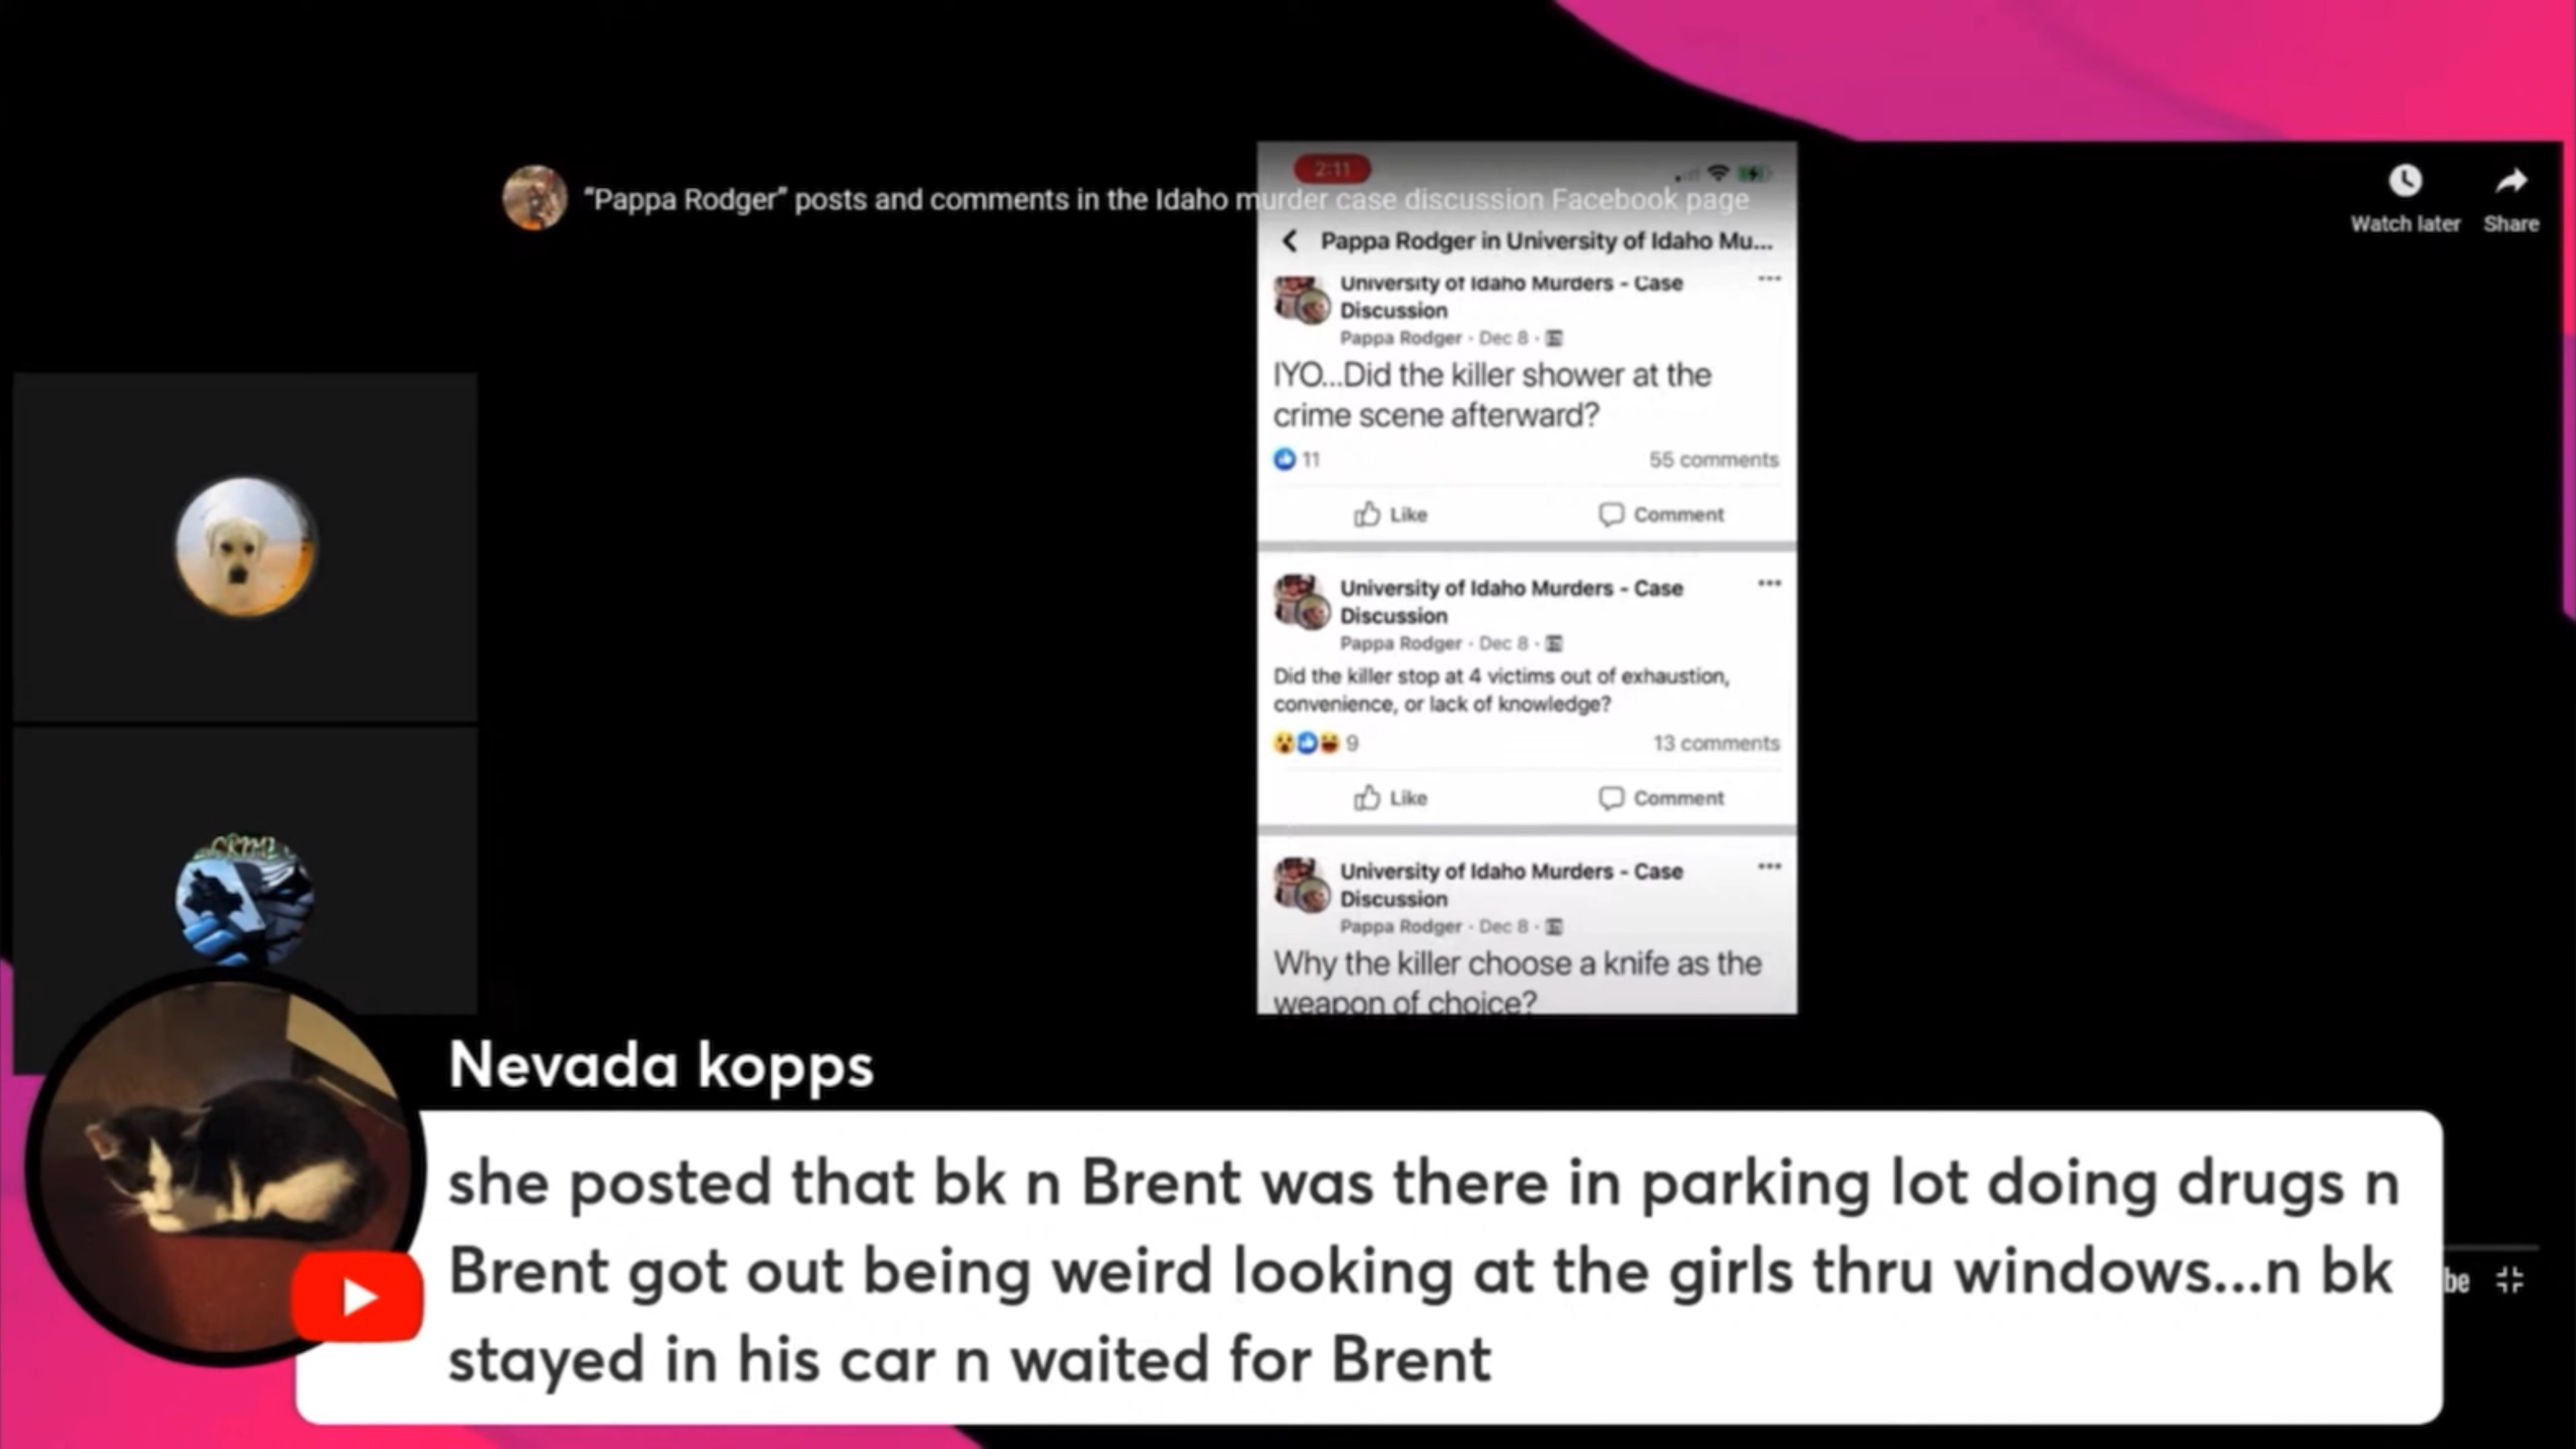 2:11
“Pappa Rodger” posts and comments in the Idaho murder case discussion Facebook page
Watch later
Share
Pappa Rodger in University of Idaho Mu...
University of Idaho Murders - Case
Discussion
Pappa Rodger · Dec 8 ·
IYO...Did the killer shower at the
crime scene afterward?
11
55 comments
Like
Comment
University of Idaho Murders - Case
Discussion
Pappa Rodger · Dec 8 ·
Did the killer stop at 4 victims out of exhaustion,
convenience, or lack of knowledge?
9
13 comments
Like
Comment
University of Idaho Murders - Case
Discussion
Pappa Rodger · Dec 8 ·
Why the killer choose a knife as the
weapon of choice?
CRIME
Nevada kopps
she posted that bk n Brent was there in parking lot doing drugs n
Brent got out being weird looking at the girls thru windows...n bk
stayed in his car n waited for Brent
be